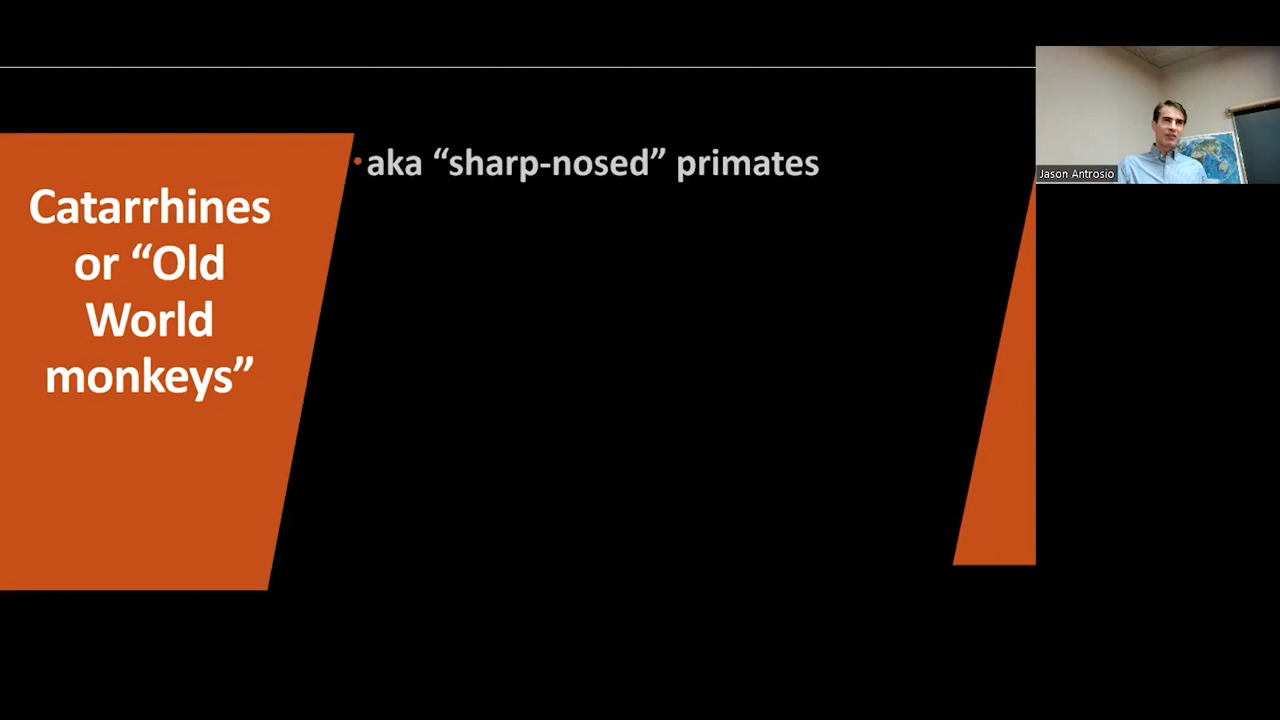 Catarrhines
or “Old
World
monkeys”
•aka “sharp-nosed” primates
Jason Antrosio